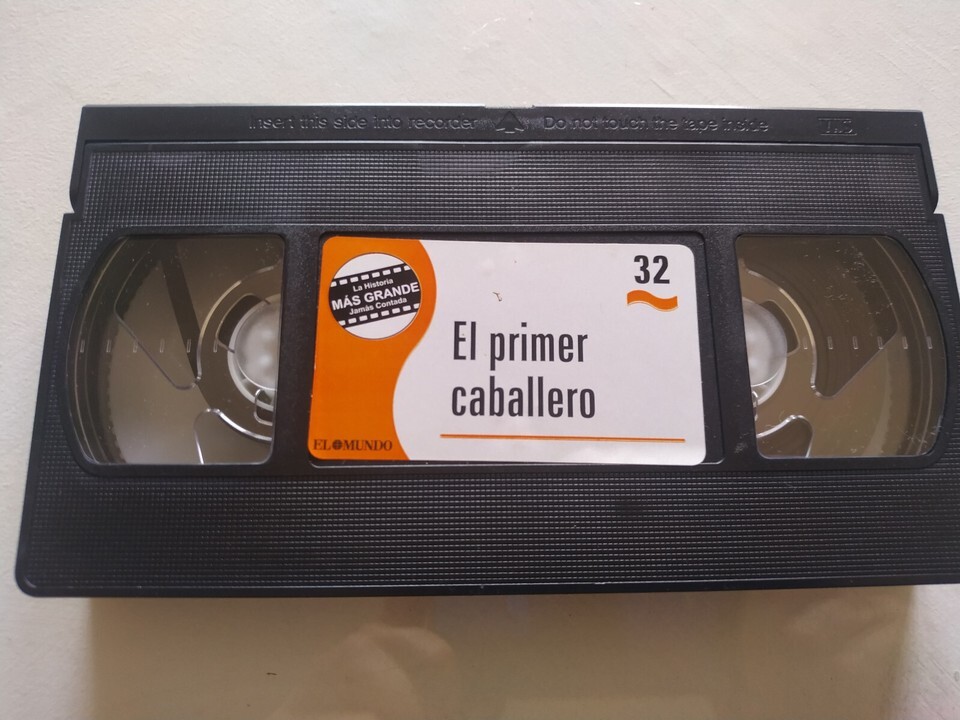 Insert this side into recorder Do not touch the tape inside
La Historia
MÁS GRANDE
Jamás Contada
32
El primer
caballero
EL MUNDO